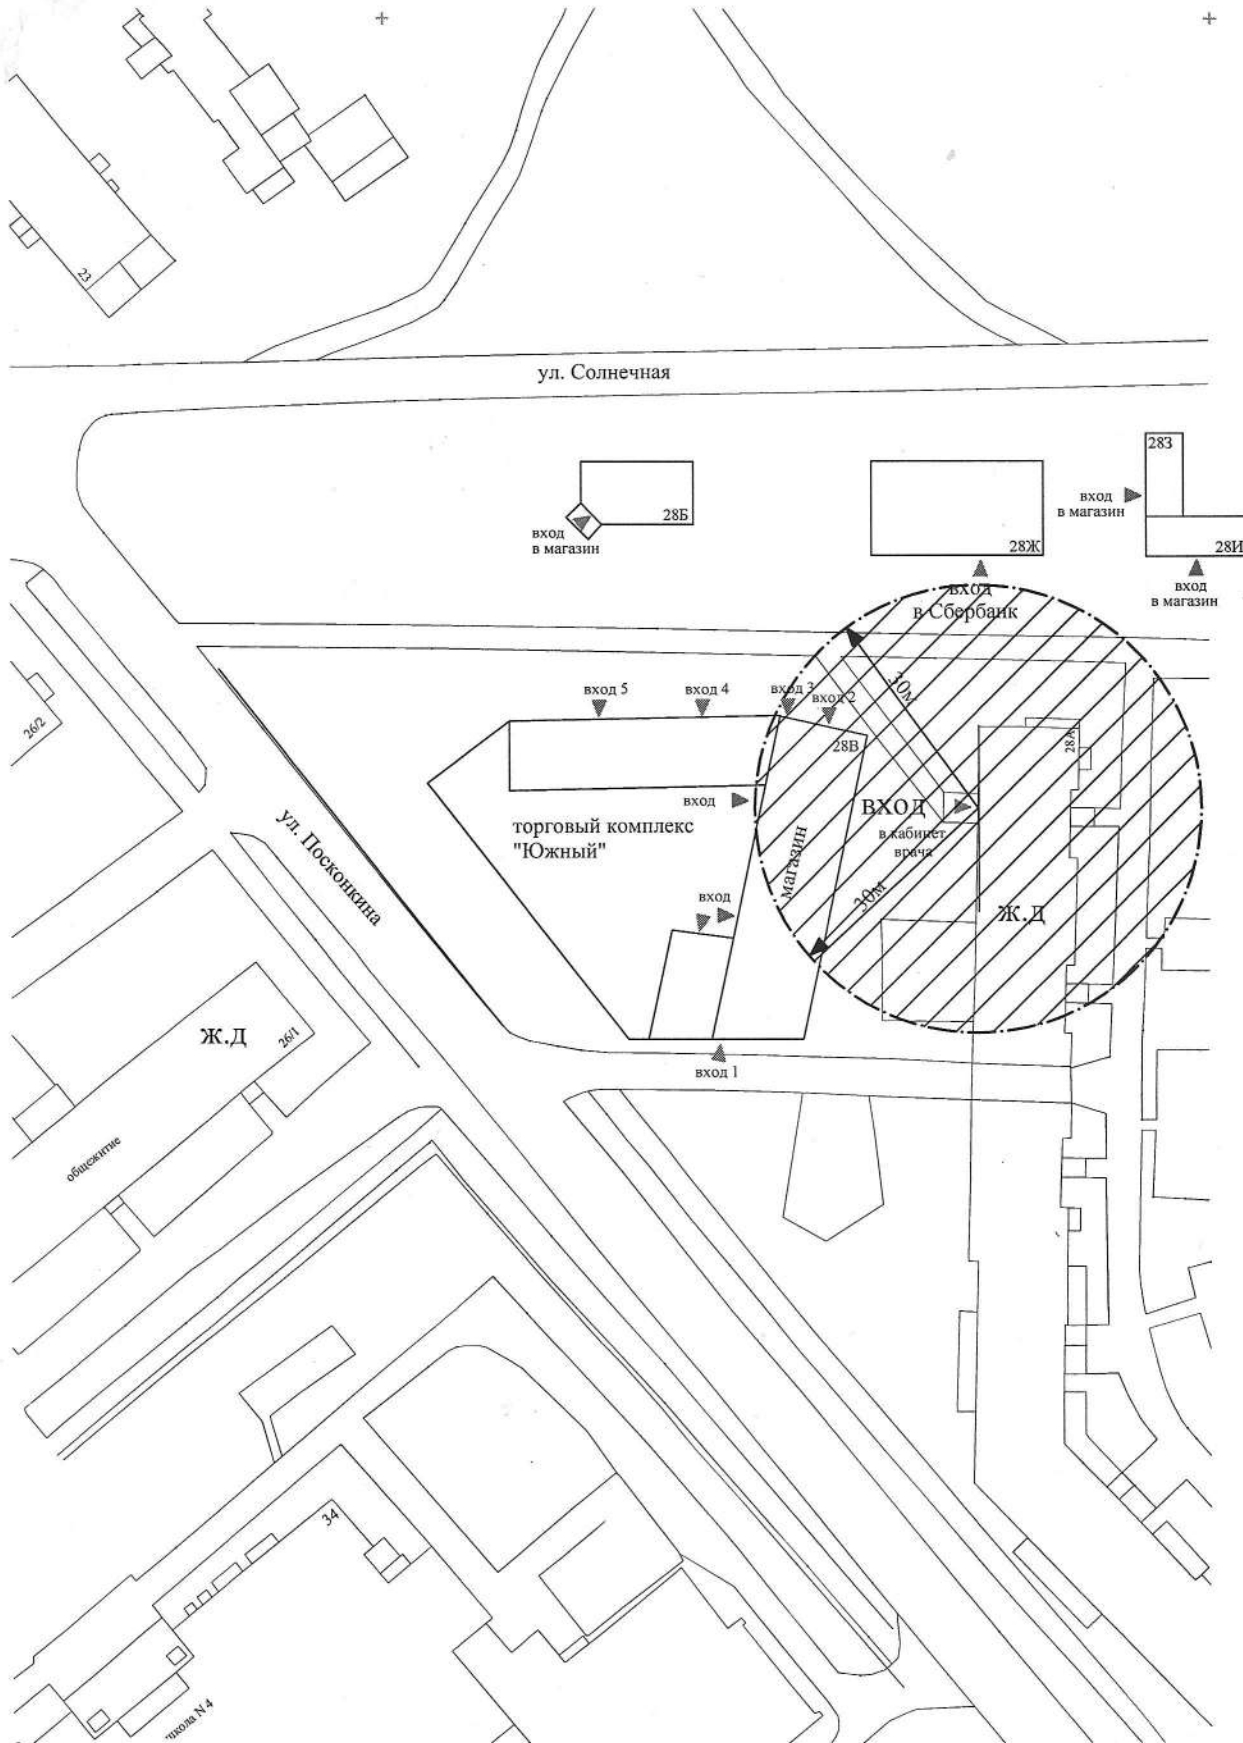 23
ул. Солнечная
28З
вход
в магазин
28Б
вход
в магазин
28Ж
28И
вход
в Сбербанк
вход
в магазин
30м
вход 5
вход 4
вход 3
вход 2
26/2
28В
28А
вход
ВХОД
в кабинет
врача
ул. Посконкина
торговый комплекс
"Южный"
магазин
30м
вход
Ж.Д
Ж.Д
26/1
вход 1
общежитие
34
школа N 4